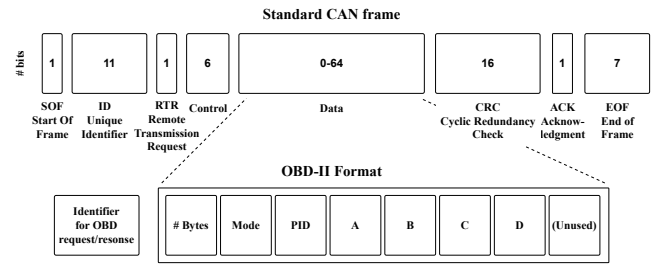 Standard CAN frame
# bits
1 11 1 6 0-64 16 1 7
SOF ID RTR Control Data CRC ACK EOF
Start Of Unique Remote Cyclic Redundancy Acknow- End of
Frame Identifier Transmission Check ledgment Frame
Request
OBD-II Format
Identifier
for OBD
request/resonse
# Bytes Mode PID A B C D (Unused)